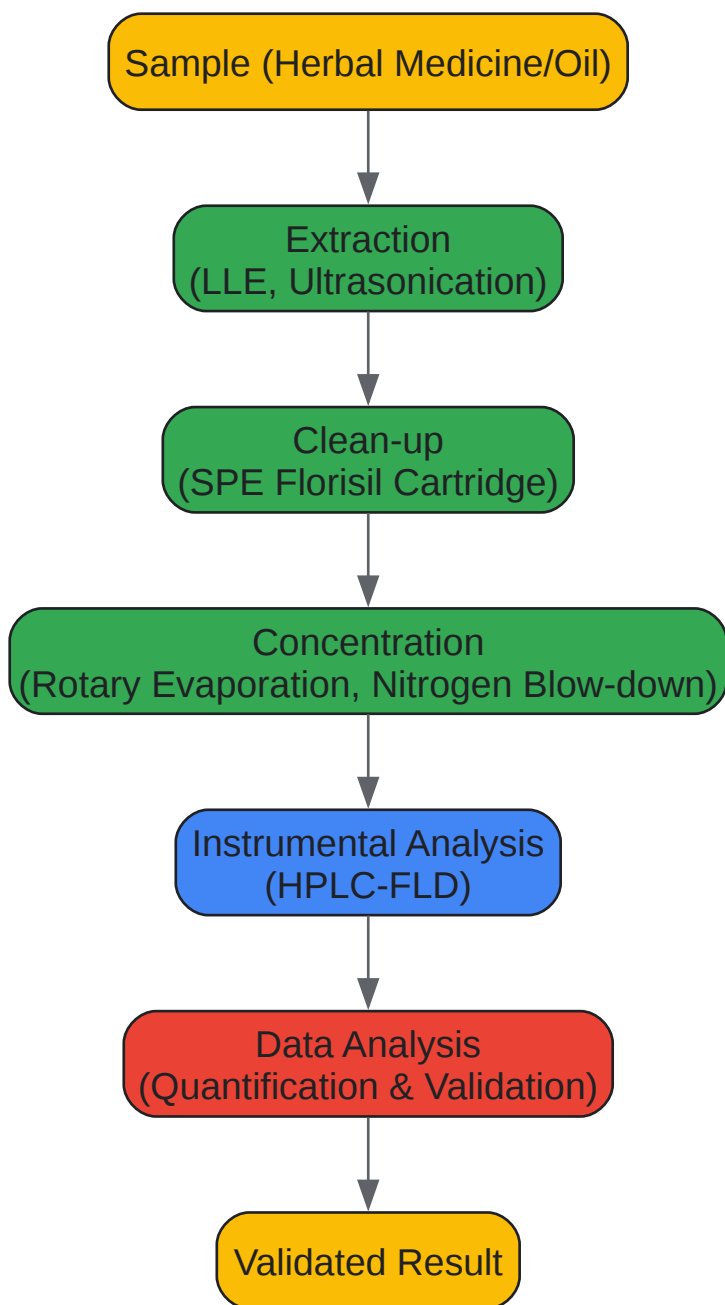 Sample (Herbal Medicine/Oil)
Extraction
(LLE, Ultrasonication)
Clean-up
(SPE Florisil Cartridge)
Concentration
(Rotary Evaporation, Nitrogen Blow-down)
Instrumental Analysis
(HPLC-FLD)
Data Analysis
(Quantification & Validation)
Validated Result